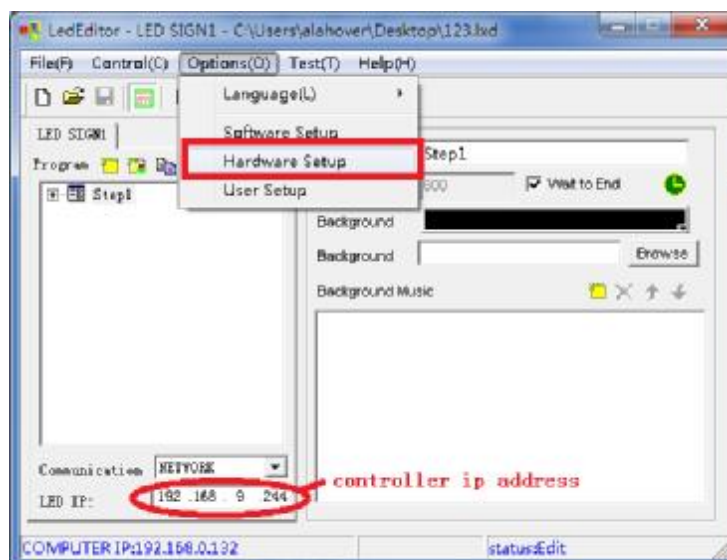 LedEditor - LED SIGN1 - C:\Users\alahover\Desktop\123.lxd
File(F) Control(C) Options(O) Test(T) Help(H)
Language(L)
Software Setup
Hardware Setup
User Setup
LED SIGN1
Program
Step1
Step1
600
Wait to End
Background
Background
Browse
Background Music
Communication NETWORK
LED IP: 192 .168 . 9 .244
controller ip address
COMPUTER IP:192.168.0.132
status:Edit